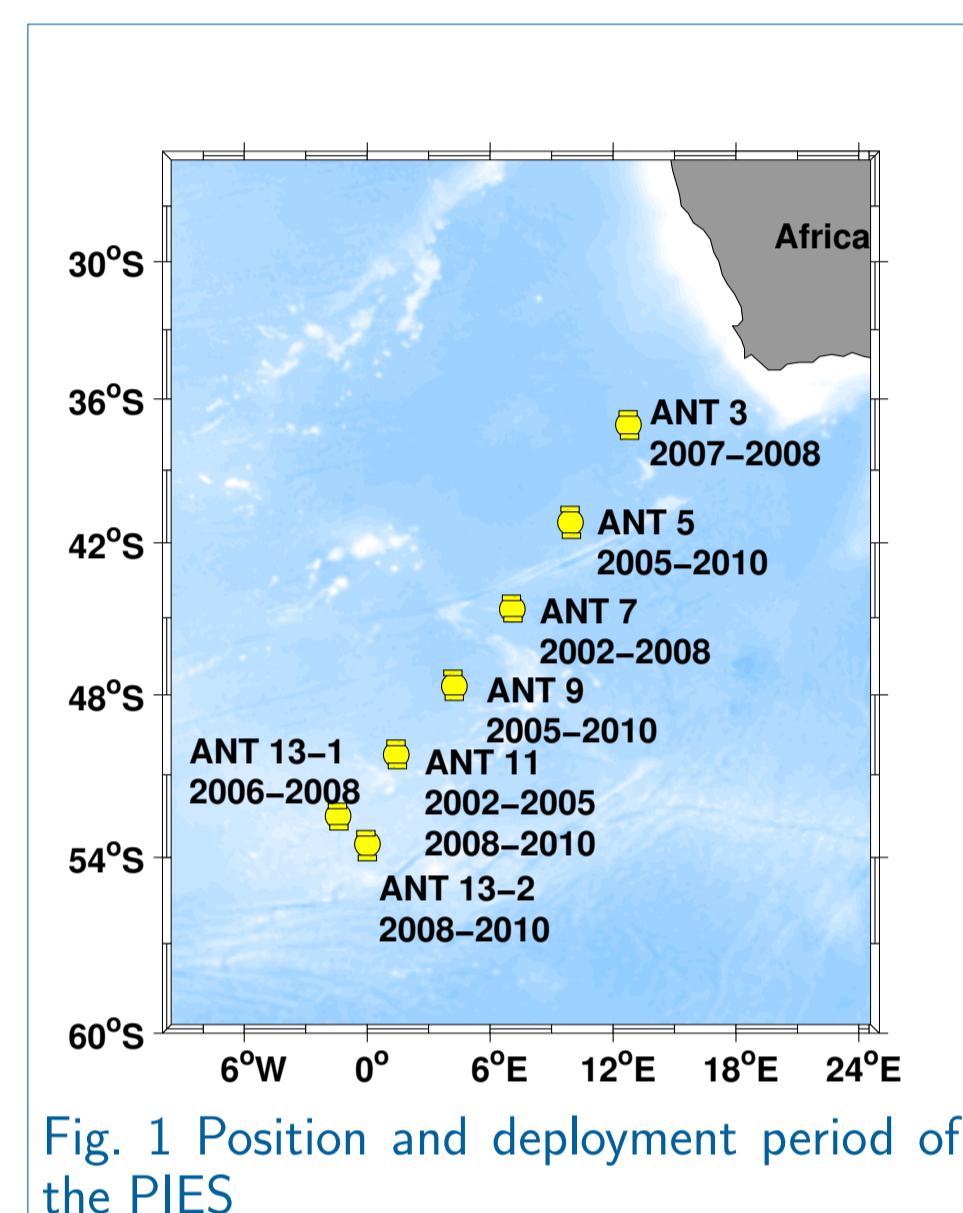 Africa
30°S
36°S
42°S
48°S
54°S
60°S
ANT 3
2007–2008
ANT 5
2005–2010
ANT 7
2002–2008
ANT 9
2005–2010
ANT 13–1
2006–2008
ANT 11
2002–2005
2008–2010
ANT 13–2
2008–2010
6°W 0° 6°E 12°E 18°E 24°E
Fig. 1 Position and deployment period of
the PIES